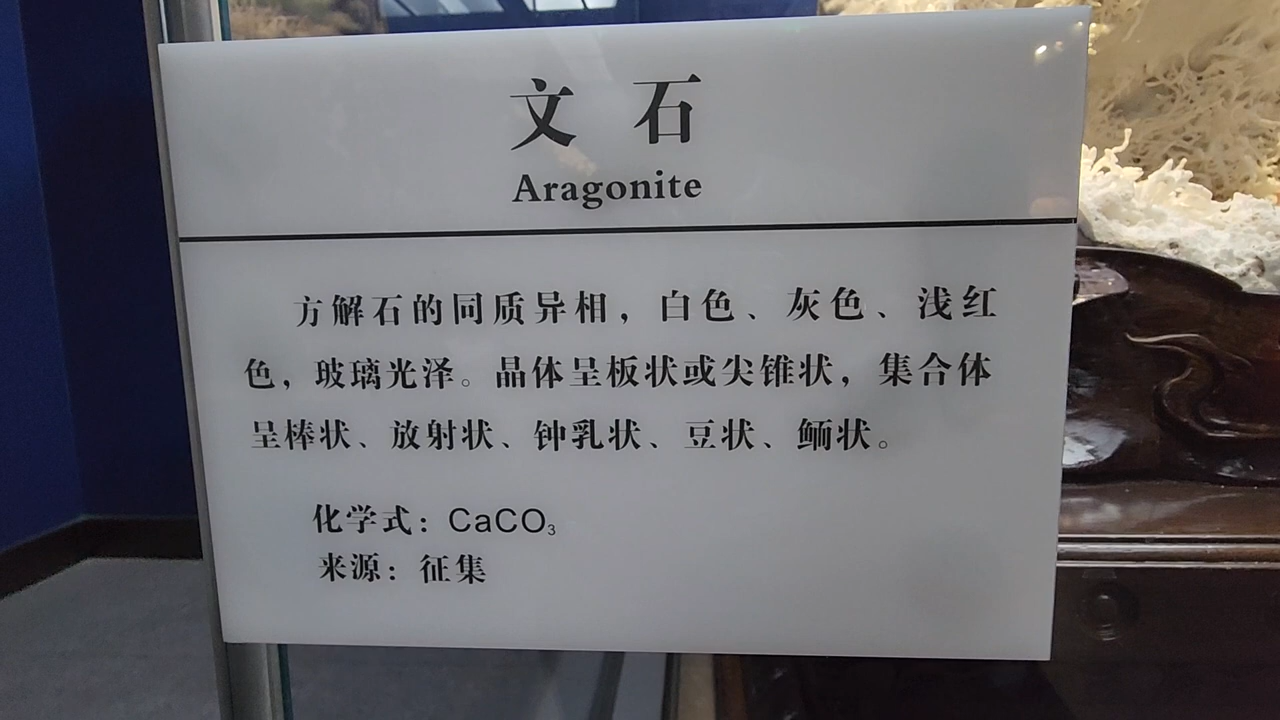 文石
Aragonite
方解石的同质异相，白色、灰色、浅红
色，玻璃光泽。晶体呈板状或尖锥状，集合体
呈棒状、放射状、钟乳状、豆状、鲕状。
化学式：CaCO₃
来源：征集